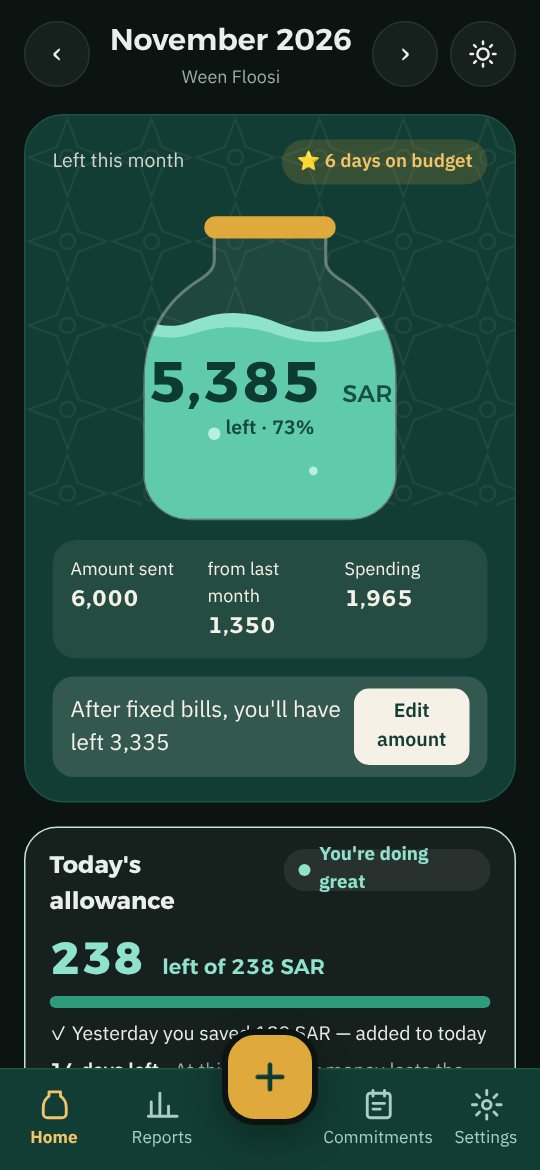 November 2026
Ween Floosi
Left this month
⭐ 6 days on budget
5,385 SAR
left · 73%
Amount sent
6,000
from last
month
1,350
Spending
1,965
After fixed bills, you'll have
left 3,335
Edit
amount
Today's
allowance
You're doing
great
238 left of 238 SAR
✓ Yesterday you saved SAR — added to today
days left
Home
Reports
+
Commitments
Settings